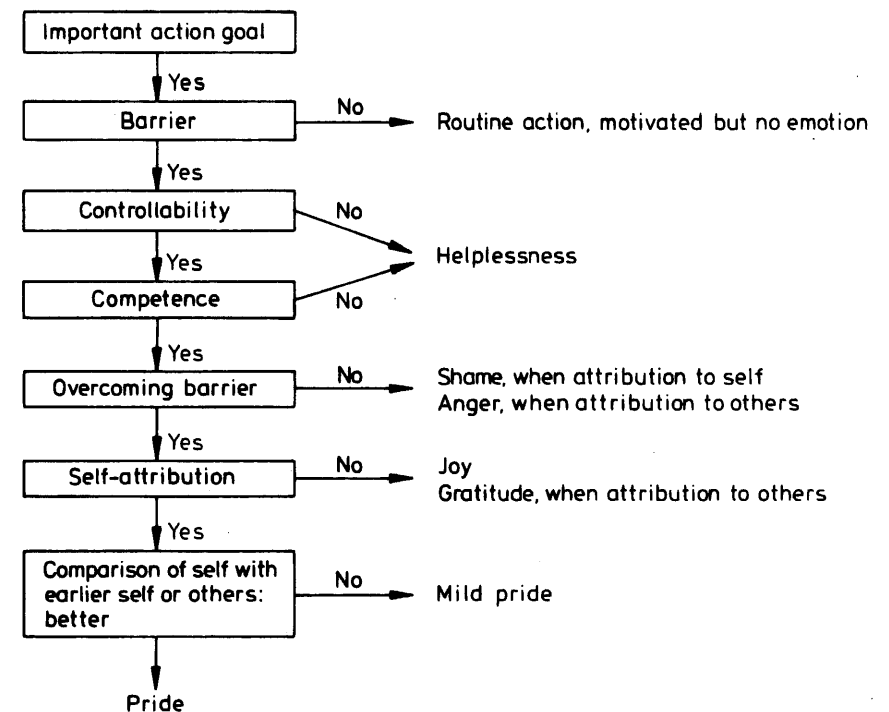 Important action goal
Yes
Barrier
No
Routine action, motivated but no emotion
Yes
Controllability
No
Yes
Helplessness
Competence
No
Yes
Overcoming barrier
No
Shame, when attribution to self
Anger, when attribution to others
Yes
Self-attribution
No
Joy
Gratitude, when attribution to others
Yes
Comparison of self with
earlier self or others:
better
No
Mild pride
Pride